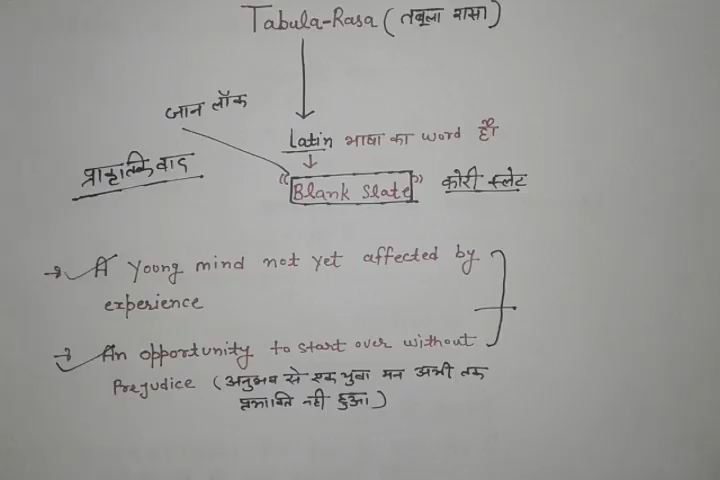 Tabula-Rasa (तबूला रासा)
जान लॉक
Latin भाषा का word है
प्राकृतिकवाद
"Blank Slate" कोरी स्लेट
→ A yoong mind not yet affected by
experience
→ An opportunity to start over without
Prejudice (अनुभव से एक युवा मन अभी तक
प्रभावित नही हुआ)